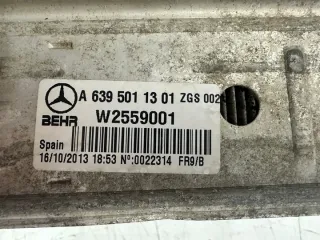 A 639 501 13 01 ZGS 002
BEHR W2559001
Spain
16/10/2013 18:53 Nº:0022314 FR9/B